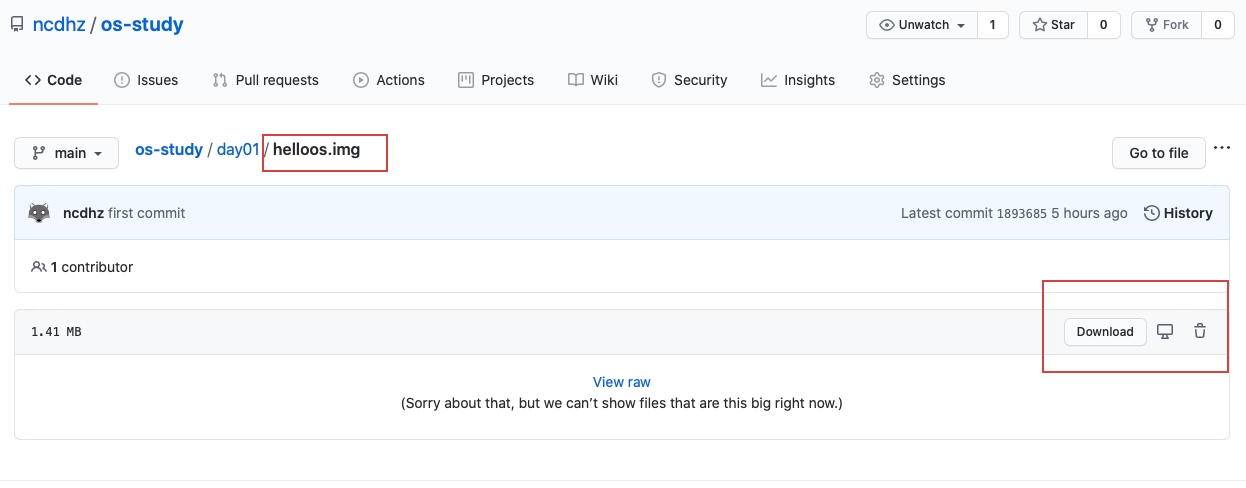 ncdhz / os-study Unwatch 1 Star 0 Fork 0
Code Issues Pull requests Actions Projects Wiki Security Insights Settings
main os-study / day01 / helloos.img Go to file ...
ncdhz first commit Latest commit 1893685 5 hours ago History
1 contributor
1.41 MB Download
View raw
(Sorry about that, but we can’t show files that are this big right now.)